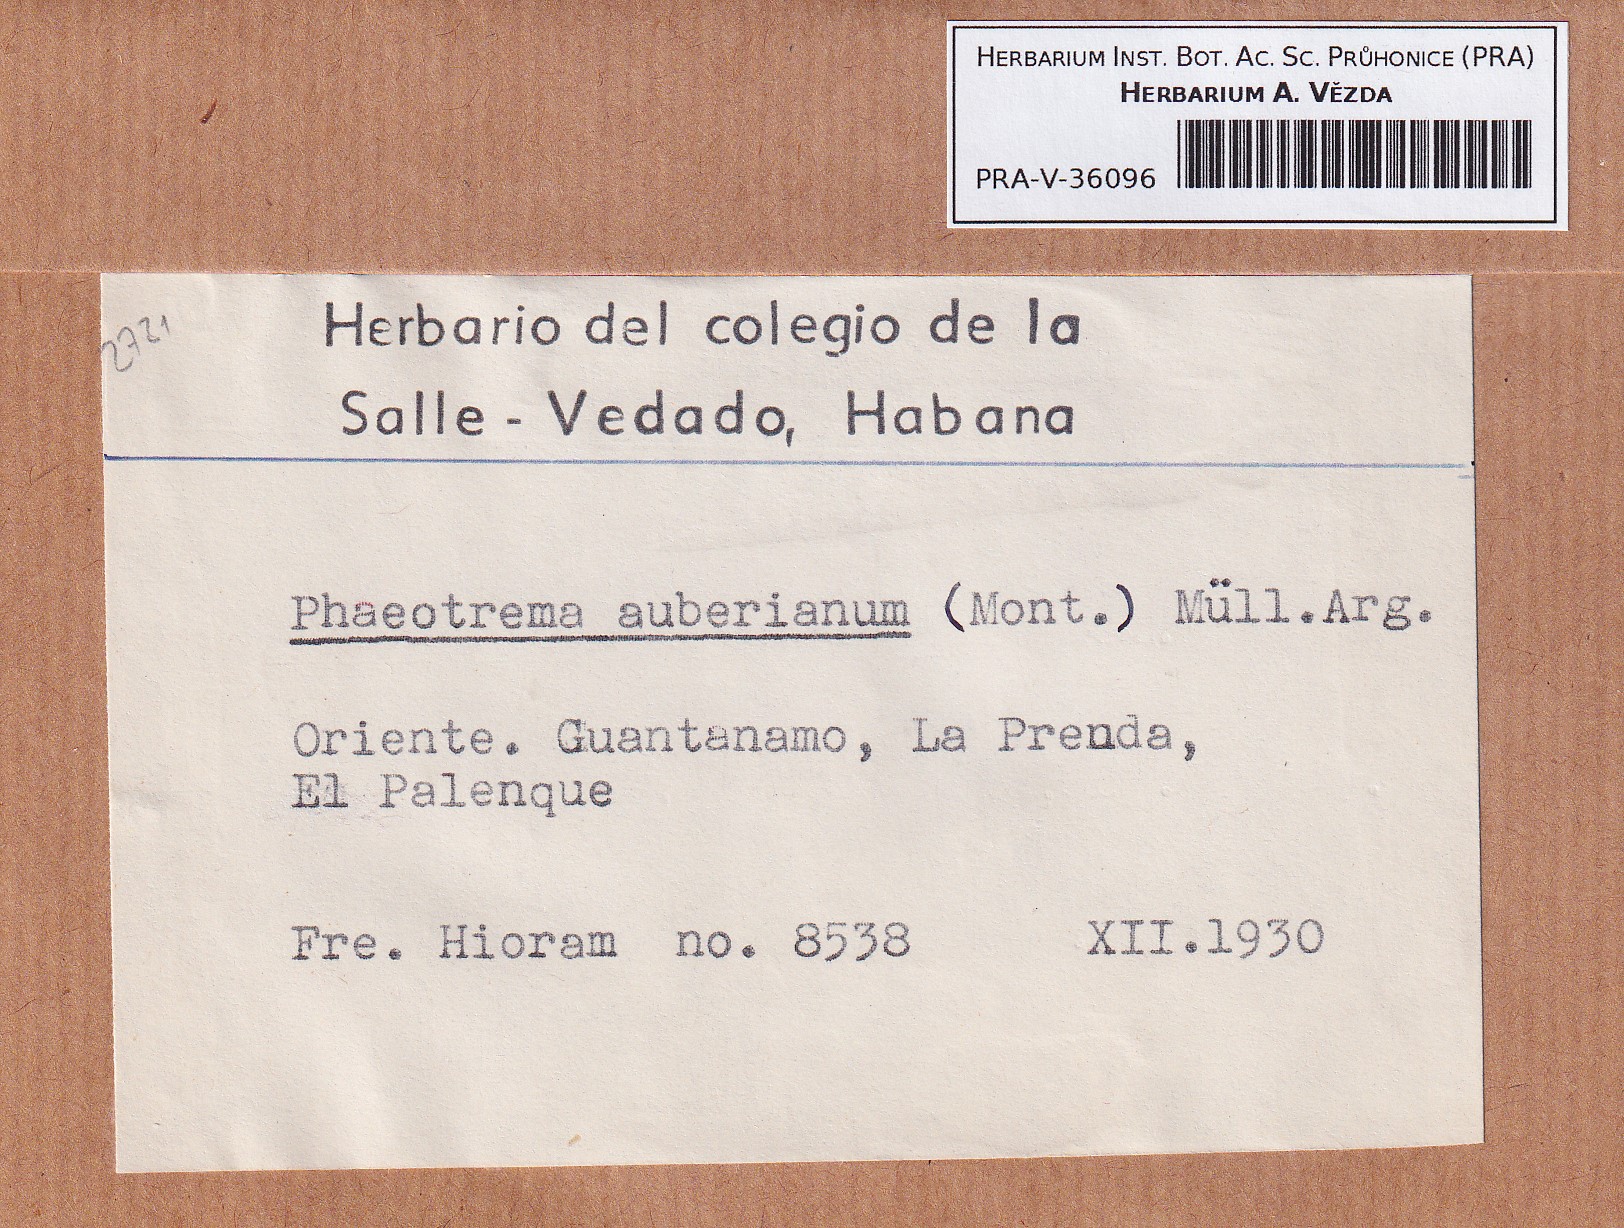 HERBARIUM INST. BOT. AC. SC. PRŮHONICE (PRA)
HERBARIUM A. VĚZDA
PRA-V-36096
2721
Herbario del colegio de la
Salle - Vedado, Habana
Phaeotrema auberianum (Mont.) Müll.Arg.
Oriente. Guantanamo, La Prenda,
El Palenque
Fre. Hioram no. 8538 XII.1930